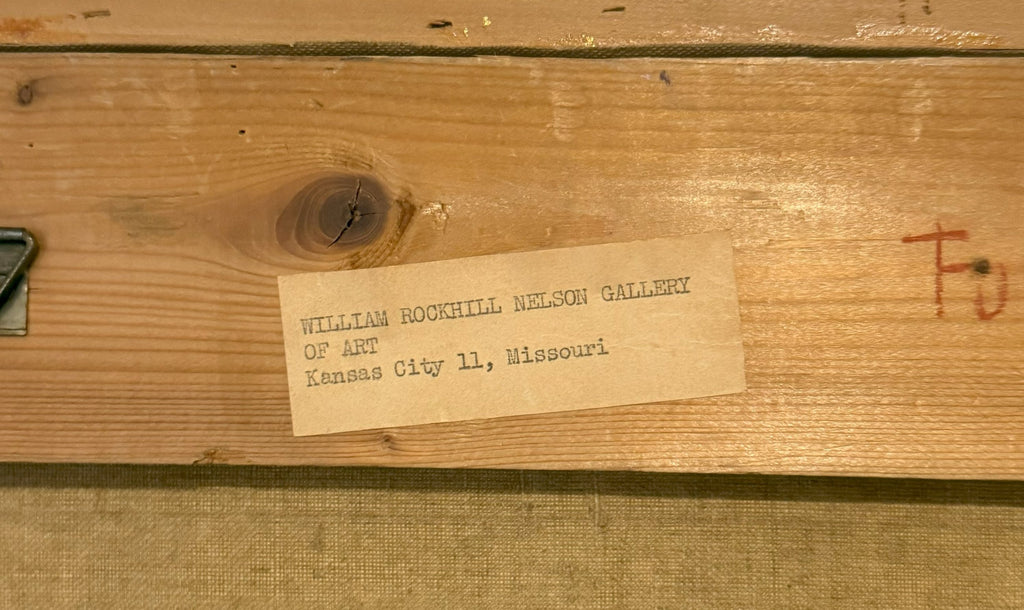 WILLIAM ROCKHILL NELSON GALLERY
OF ART
Kansas City 11, Missouri